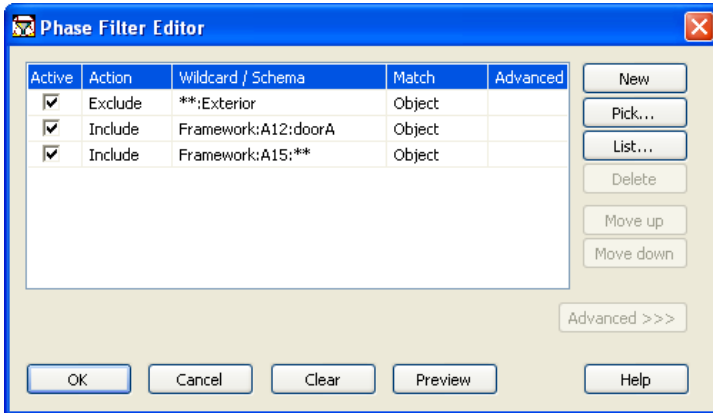 Phase Filter Editor
Active Action Wildcard / Schema Match Advanced
Exclude **:Exterior Object
Include Framework:A12:doorA Object
Include Framework:A15:** Object
New
Pick...
List...
Delete
Move up
Move down
Advanced >>>
OK Cancel Clear Preview Help